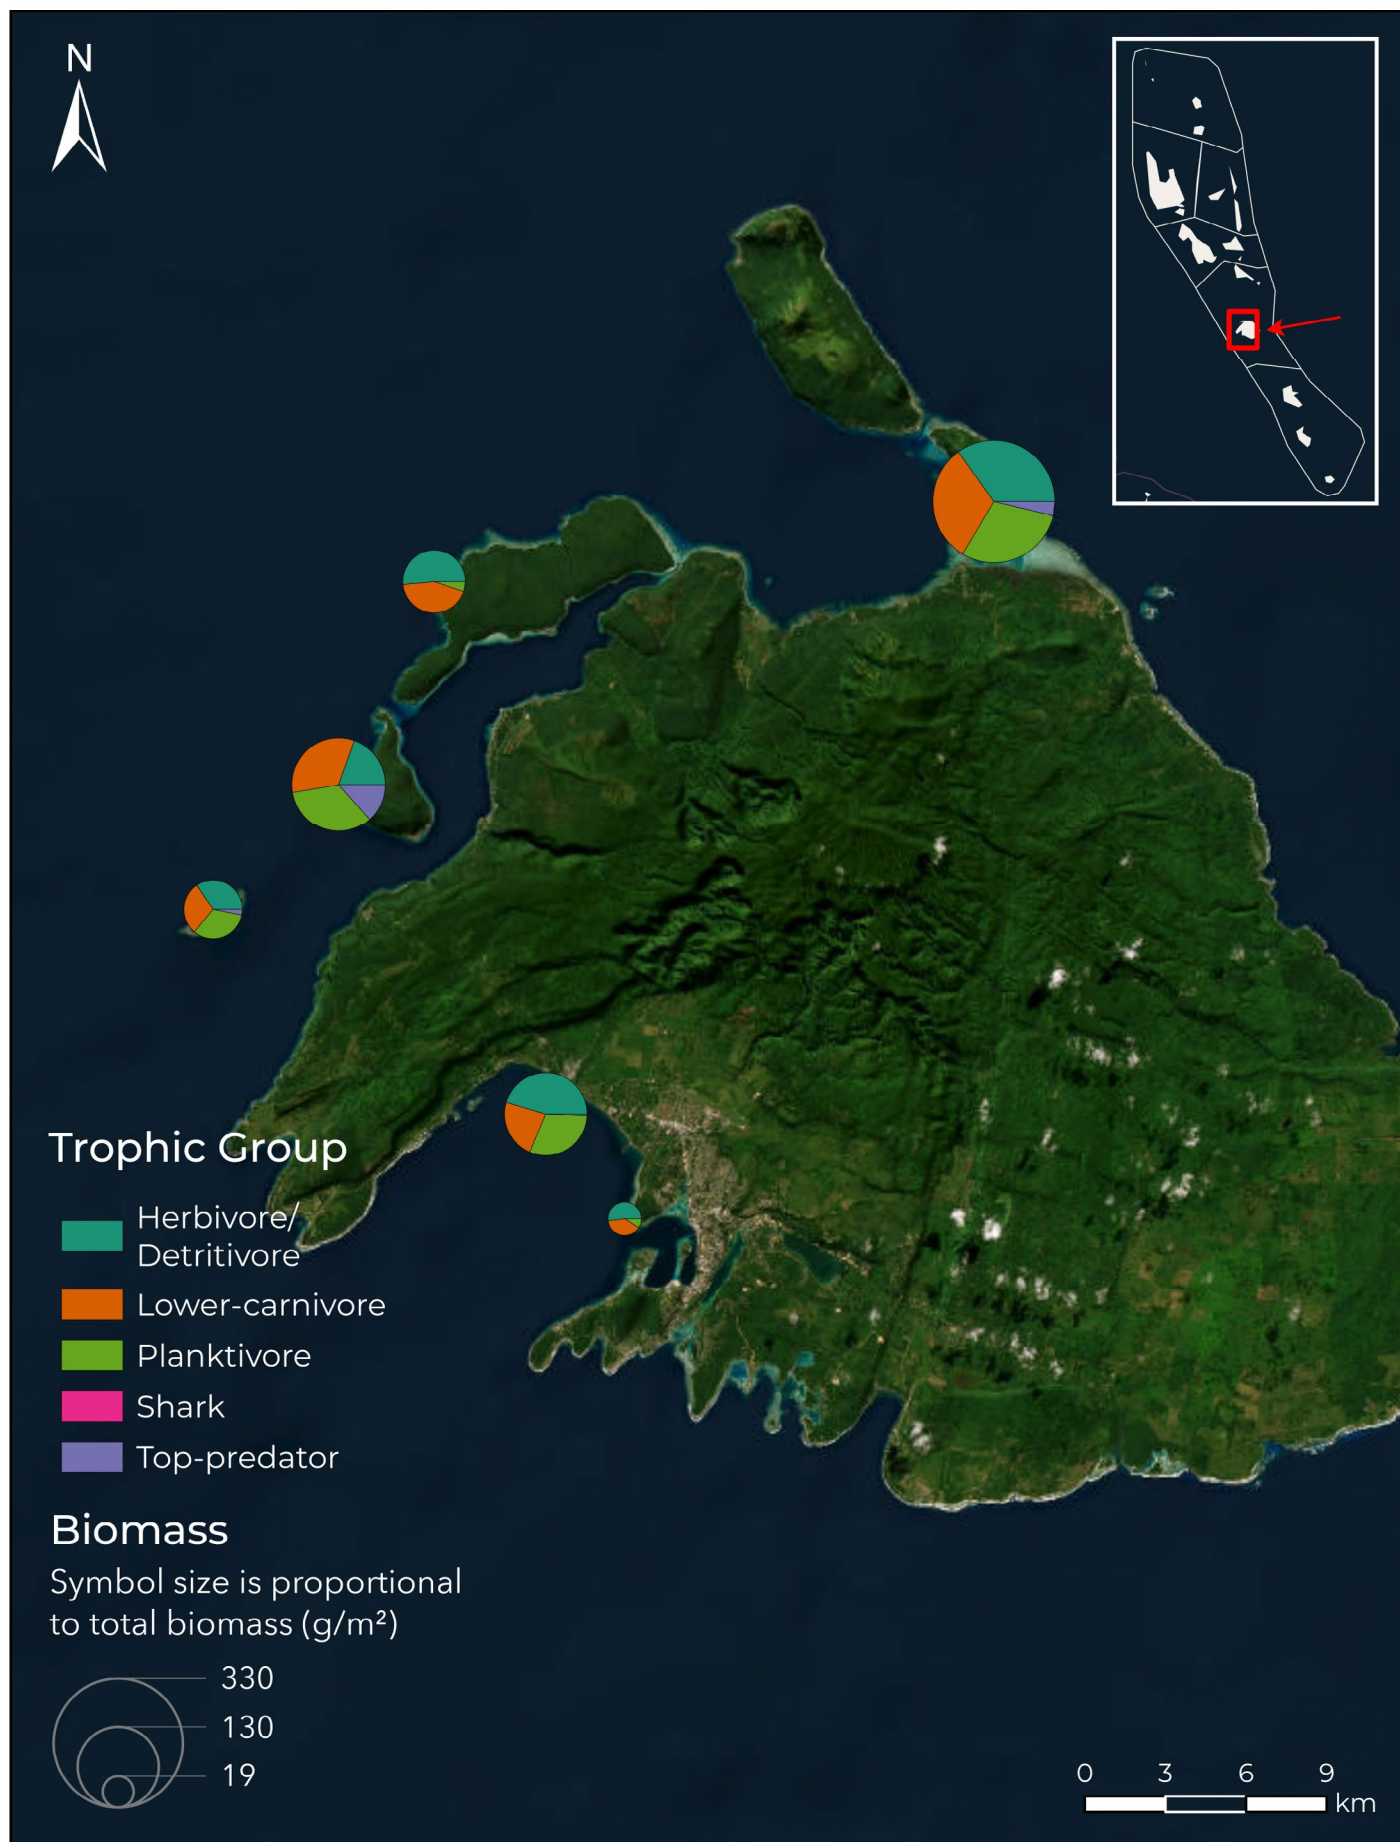 N
Trophic Group
Herbivore/
Detritivore
Lower-carnivore
Planktivore
Shark
Top-predator
Biomass
Symbol size is proportional
to total biomass (g/m²)
330
130
19
0 3 6 9
km